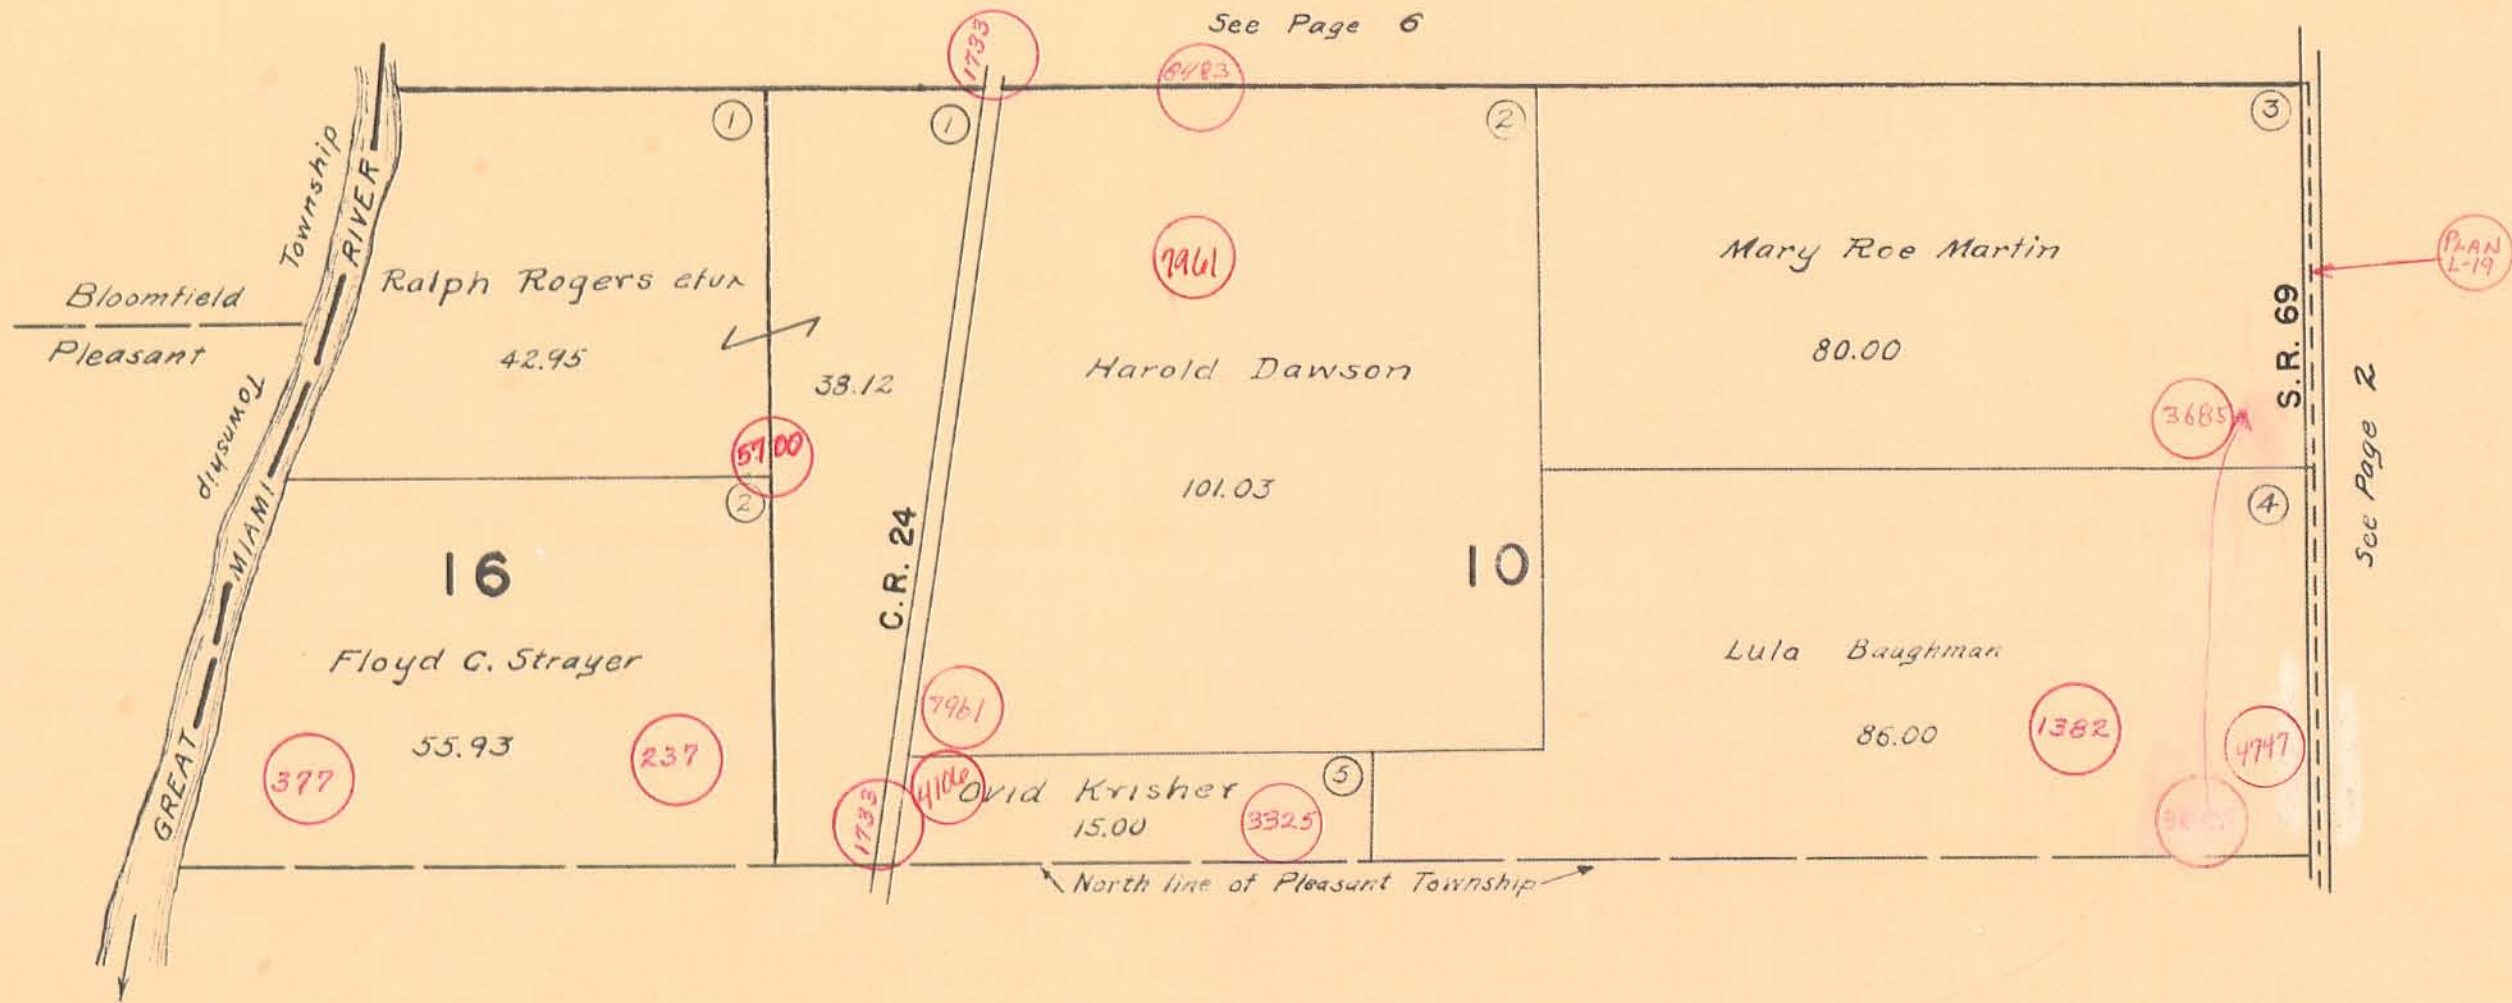 See Page 6
1733
8483
1
1
2
3
Township
RIVER
Bloomfield
Pleasant
Township
MIAMI
GREAT
Ralph Rogers etux
42.95
38.12
5700
2
16
Floyd C. Strayer
55.93
377
237
C.R. 24
7961
Harold Dawson
101.03
10
7961
4106
1733
Ovid Krisher
15.00
5
3325
Mary Roe Martin
80.00
3685
S.R. 69
PLAN
L-19
See Page 2
4
Lula Baughman
86.00
1382
4747
North line of Pleasant Township